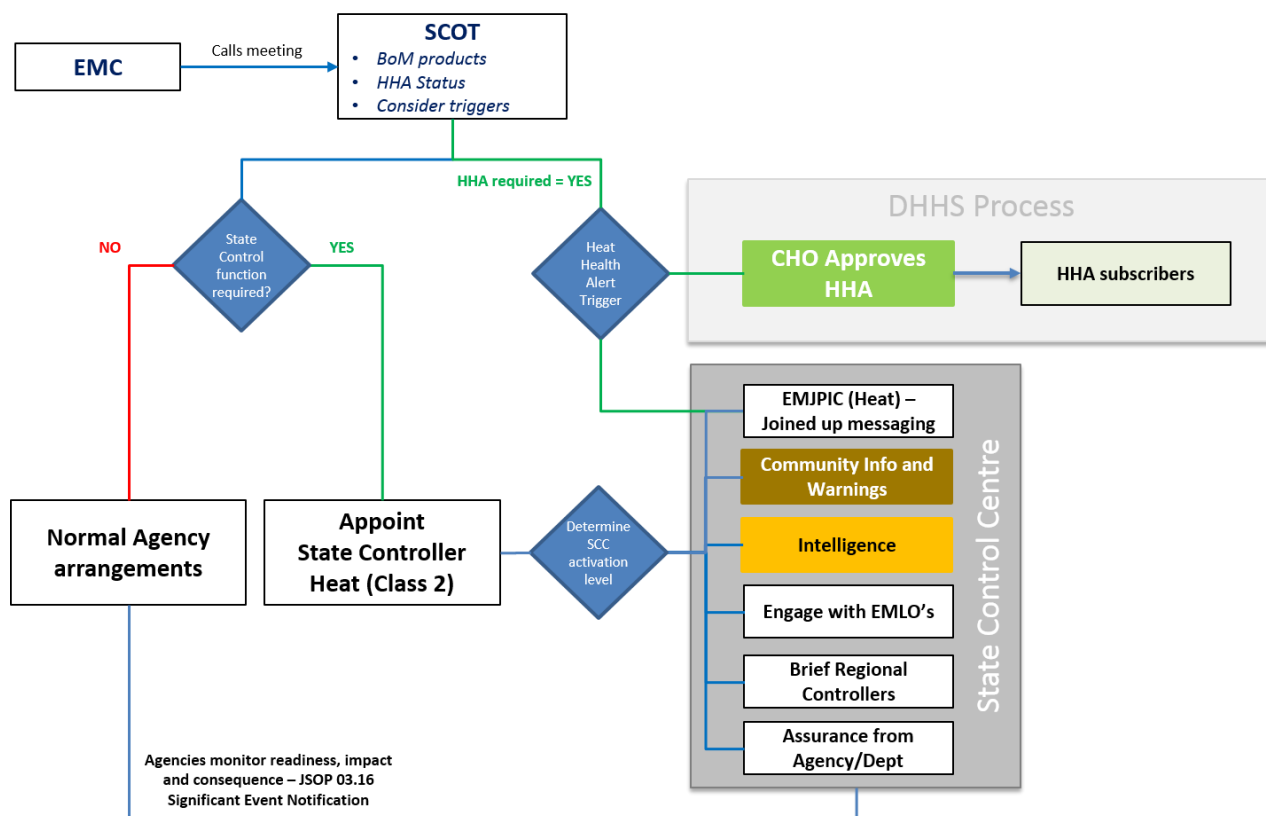 EMC
Calls meeting
SCOT
• BoM products
• HHA Status
• Consider triggers
HHA required = YES
NO
State
Control
function
required?
YES
Heat
Health
Alert
Trigger
DHHS Process
CHO Approves
HHA
HHA subscribers
EMJPIC (Heat) –
Joined up messaging
Community Info and
Warnings
Intelligence
Engage with EMLO's
Brief Regional
Controllers
Assurance from
Agency/Dept
State Control Centre
Normal Agency
arrangements
Appoint
State Controller
Heat (Class 2)
Determine
SCC
activation
level
Agencies monitor readiness, impact
and consequence – JSOP 03.16
Significant Event Notification